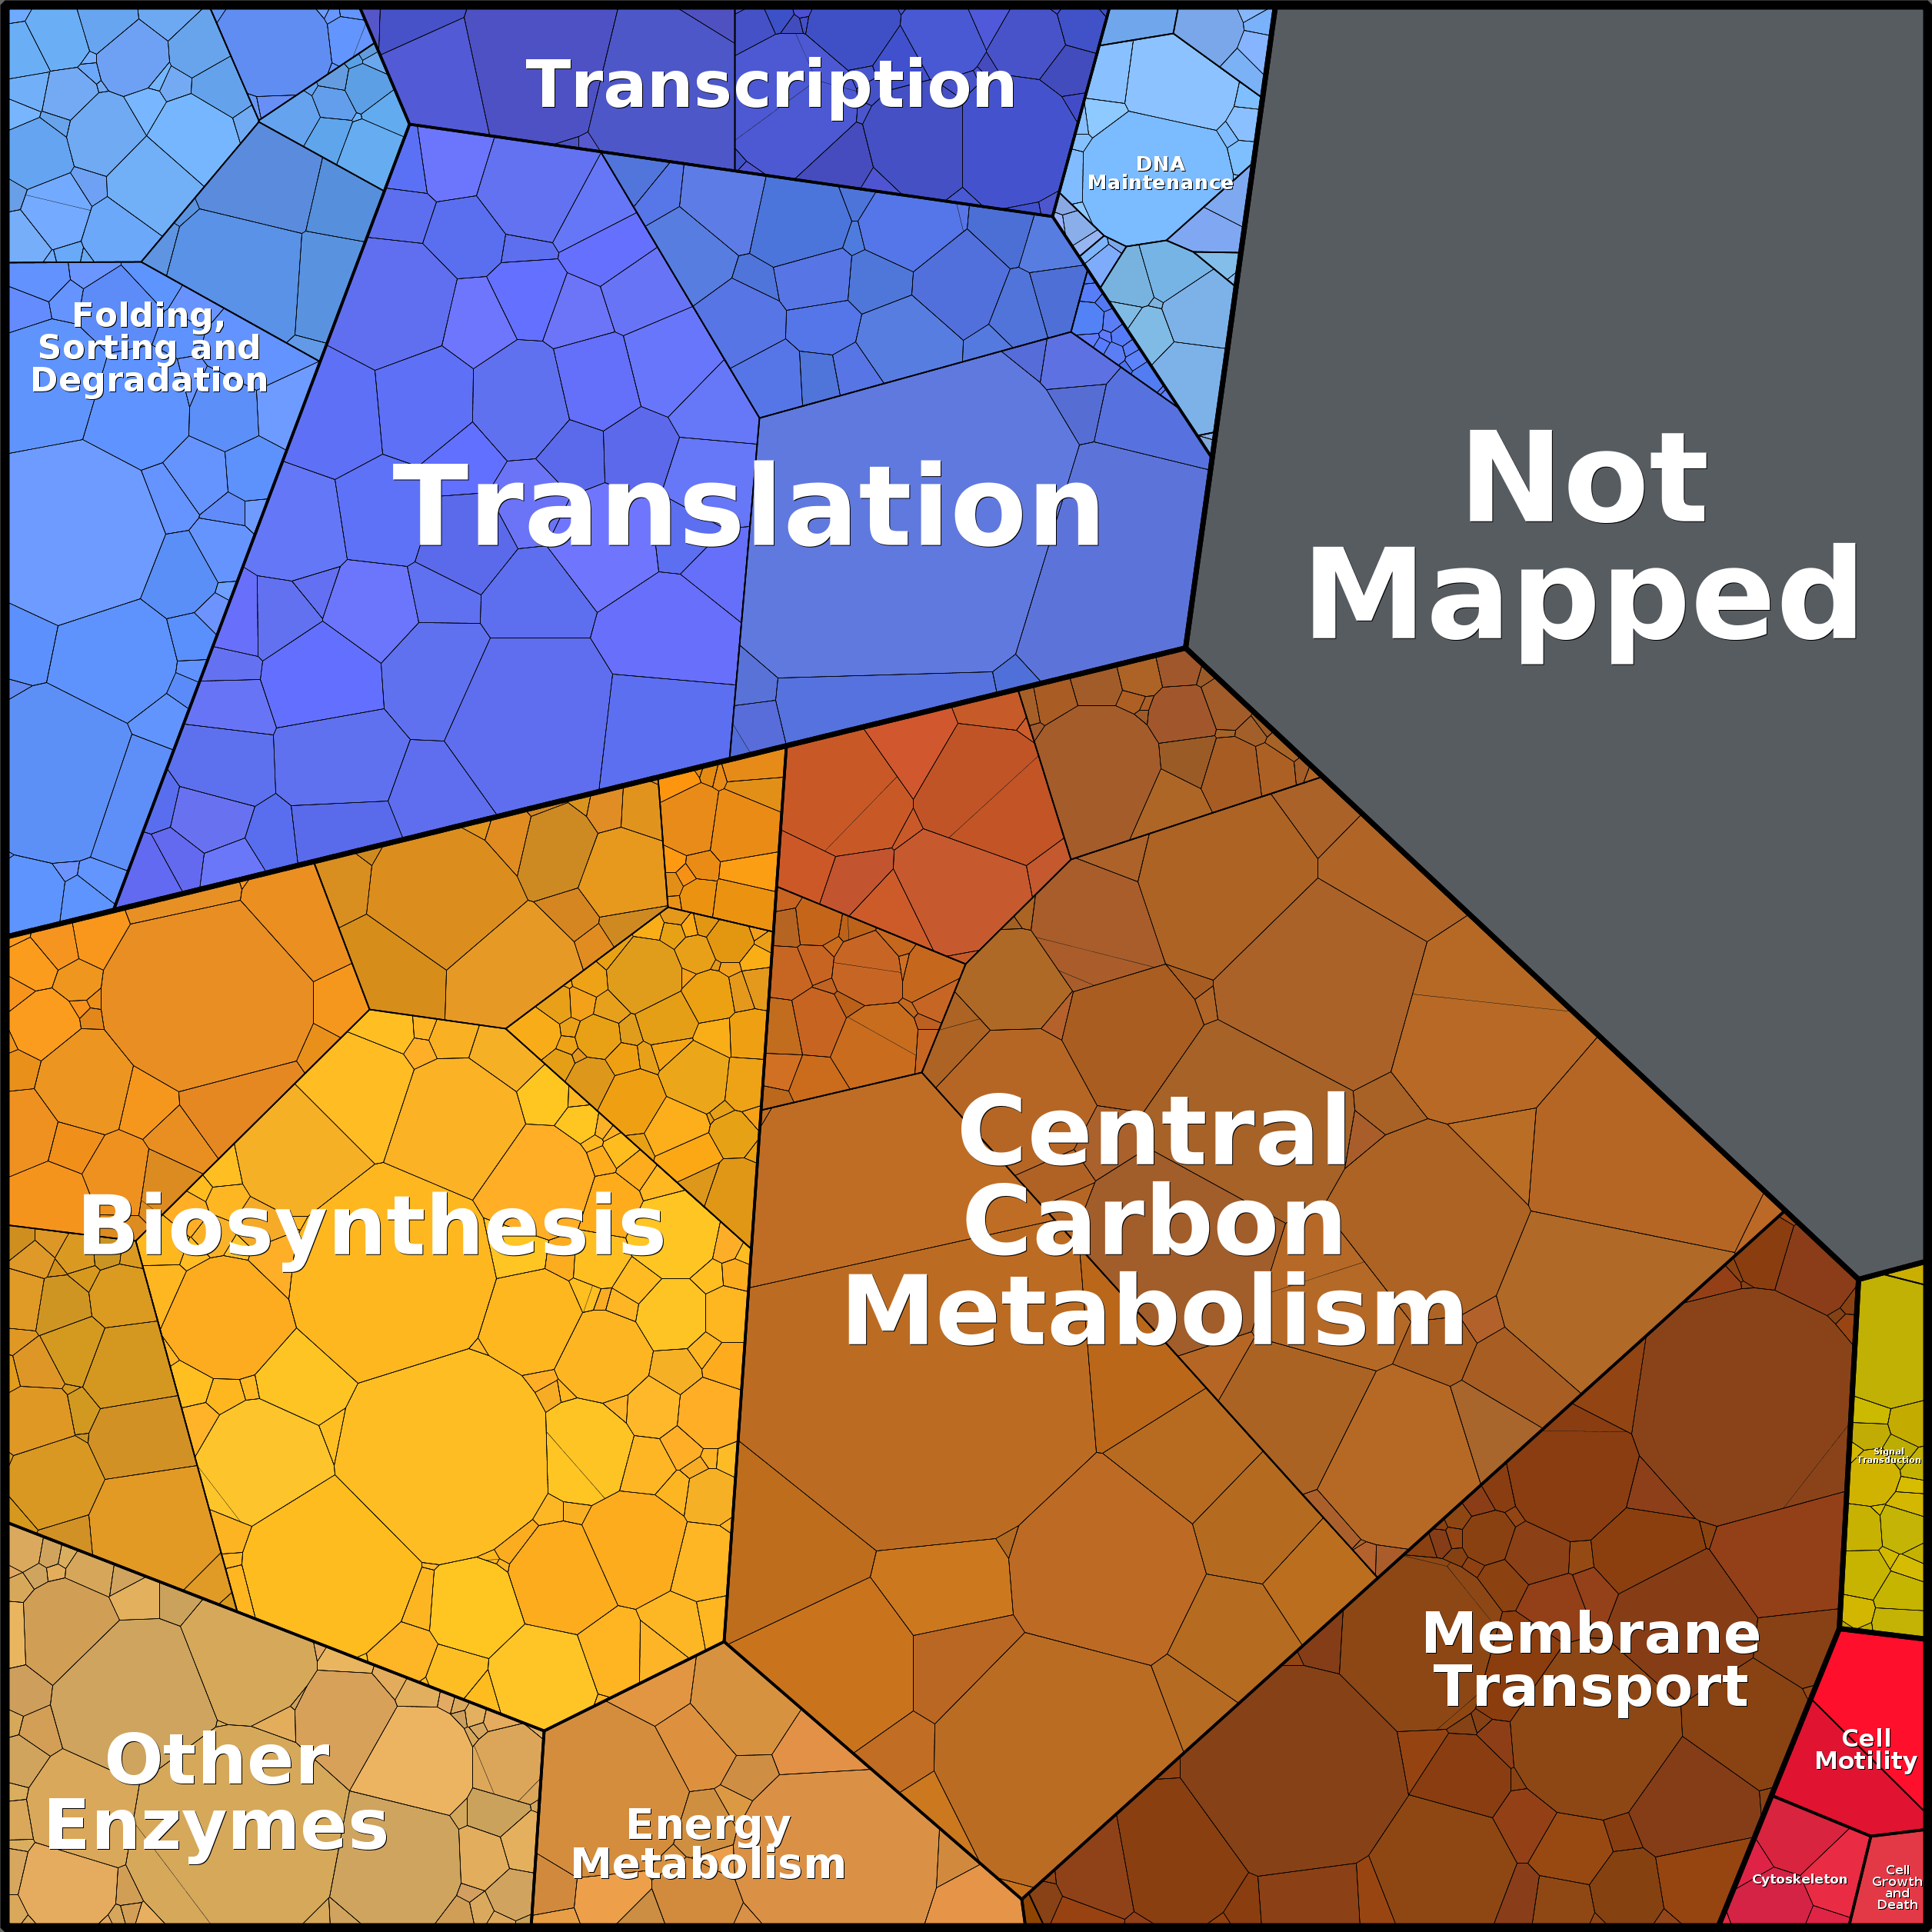 Transcription
DNA
Maintenance
Folding,
Sorting and
Degradation
Translation
Not
Mapped
Central
Carbon
Metabolism
Biosynthesis
Signal
Transduction
Membrane
Transport
Other
Enzymes
Energy
Metabolism
Cell
Motility
Cytoskeleton
Cell
Growth
and
Death